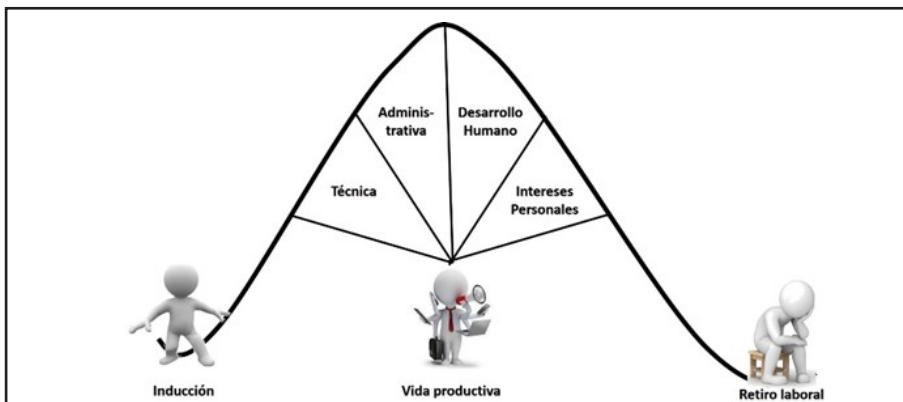 Adminis-
trativa
Desarrollo
Humano
Técnica
Intereses
Personales
Inducción
Vida productiva
Retiro laboral